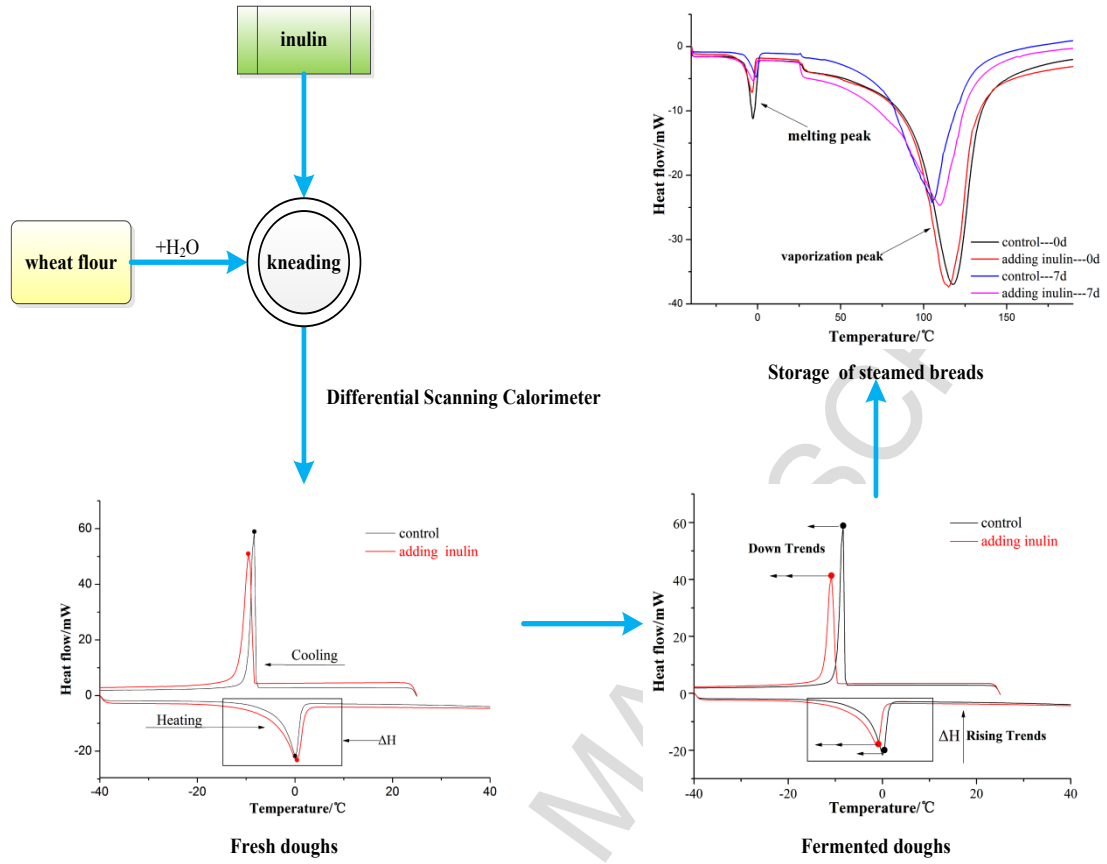 inulin
wheat flour
+H₂O
kneading
Differential Scanning Calorimeter
0
-10
-20
-30
-40
Heat flow/mW
melting peak
vaporization peak
control---0d
adding inulin---0d
control---7d
adding inulin---7d
0
50
100
150
Temperature/℃
Storage of steamed breads
60
40
20
0
-20
Heat flow/mW
control
adding inulin
Cooling
Heating
ΔH
-40
-20
0
20
40
Temperature/℃
Fresh doughs
60
40
20
0
-20
Heat flow/mW
control
adding inulin
Down Trends
ΔH
Rising Trends
-40
-20
0
20
40
Temperature/℃
Fermented doughs